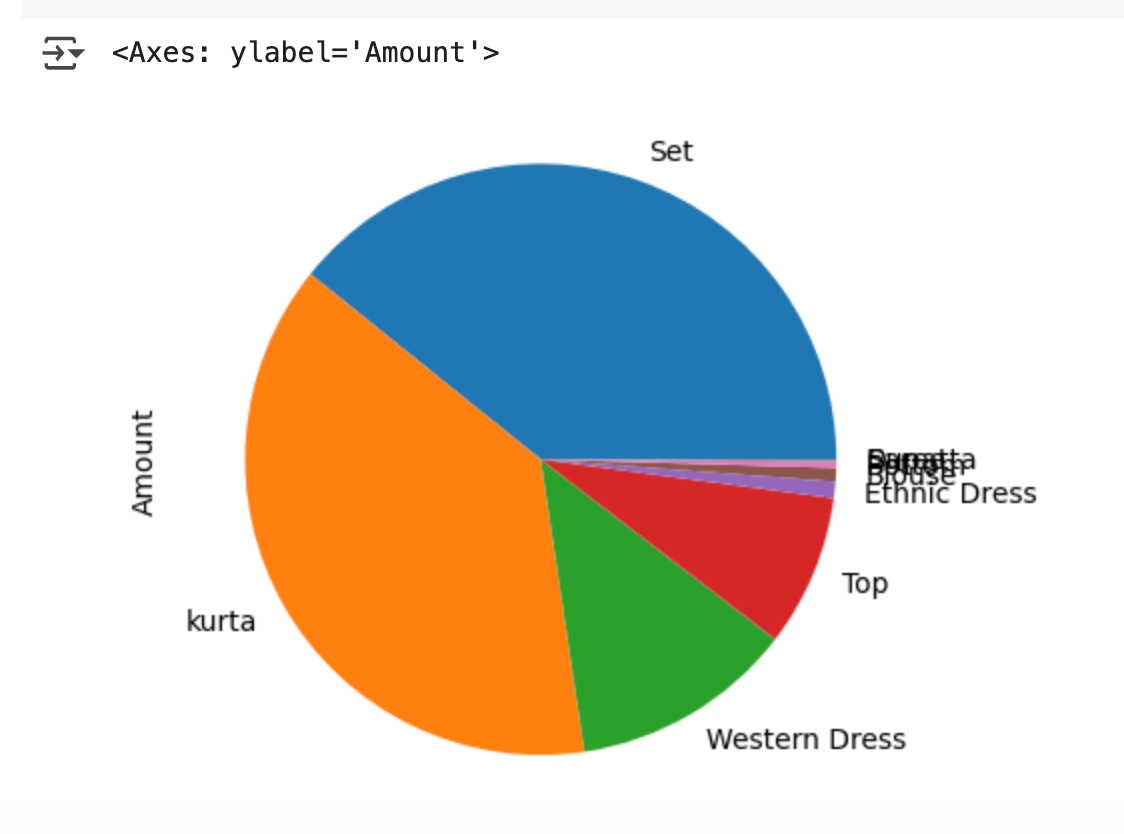 <Axes: ylabel='Amount'>
Set
Amount
Blouse
Ethnic Dress
Top
kurta
Western Dress